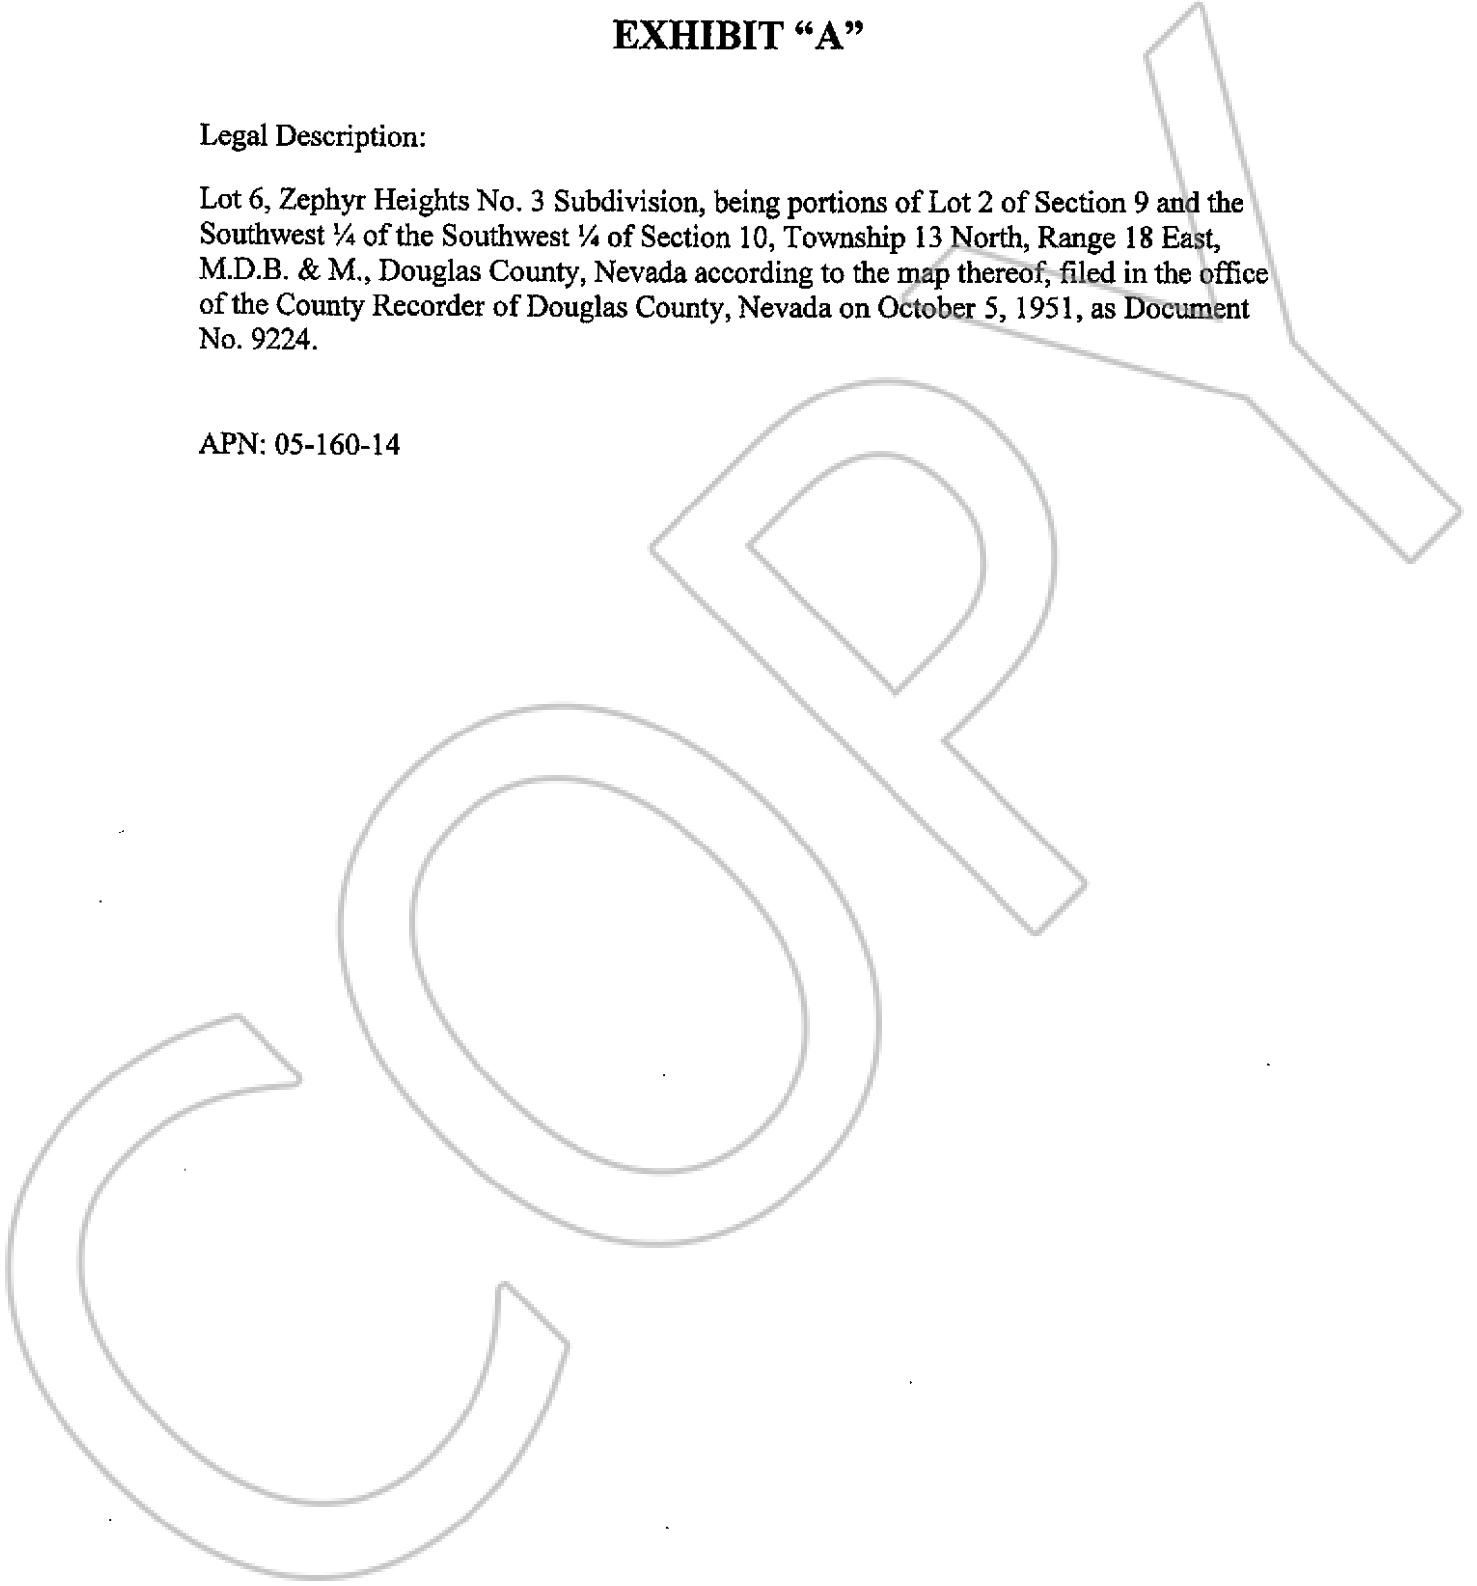 EXHIBIT “A”
Legal Description:
Lot 6, Zephyr Heights No. 3 Subdivision, being portions of Lot 2 of Section 9 and the
Southwest ¼ of the Southwest ¼ of Section 10, Township 13 North, Range 18 East,
M.D.B. & M., Douglas County, Nevada according to the map thereof, filed in the office
of the County Recorder of Douglas County, Nevada on October 5, 1951, as Document
No. 9224.
APN: 05-160-14
COPY